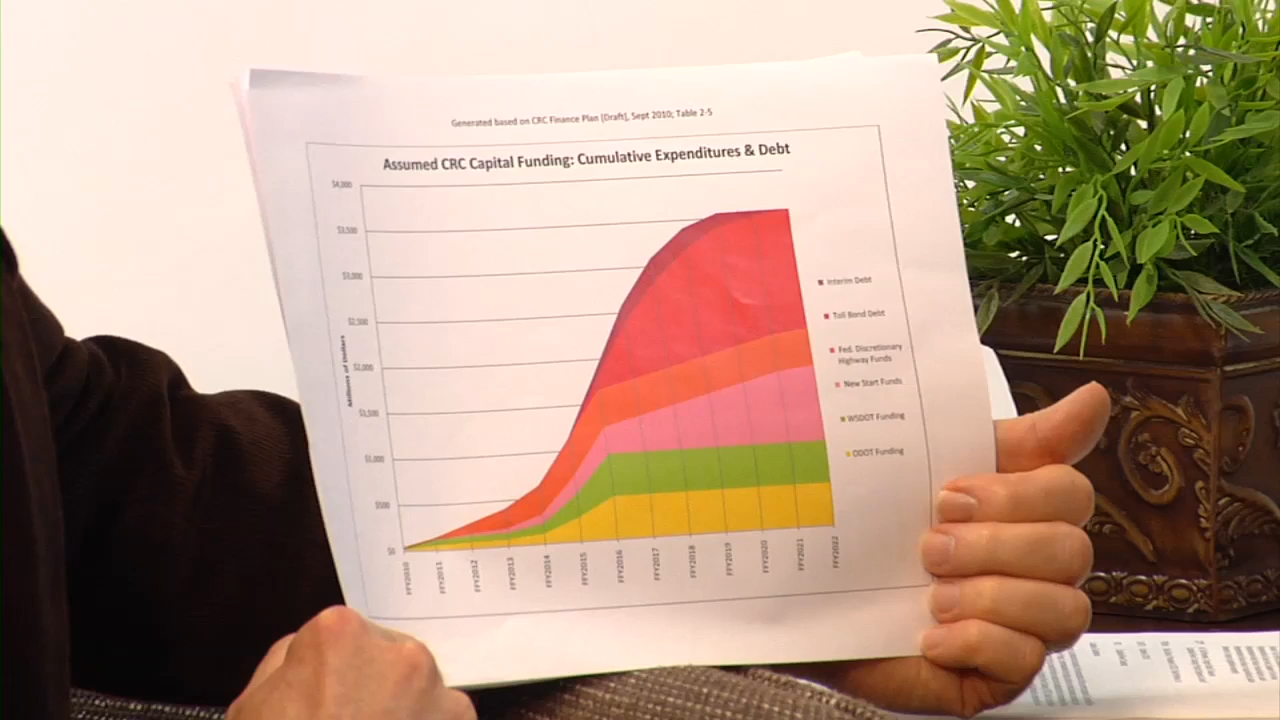 Generated based on CRC Finance Plan [Draft], Sept 2010; Table 2-5
Assumed CRC Capital Funding: Cumulative Expenditures & Debt
$4,000
$3,500
$3,000
$2,500
$2,000
$1,500
$1,000
$500
$0
Millions of Dollars
FFY2010
FFY2011
FFY2012
FFY2013
FFY2014
FFY2015
FFY2016
FFY2017
FFY2018
FFY2019
FFY2020
FFY2021
FFY2022
Interim Debt
Toll Bond Debt
Fed. Discretionary
Highway Funds
New Start Funds
WSDOT Funding
ODOT Funding